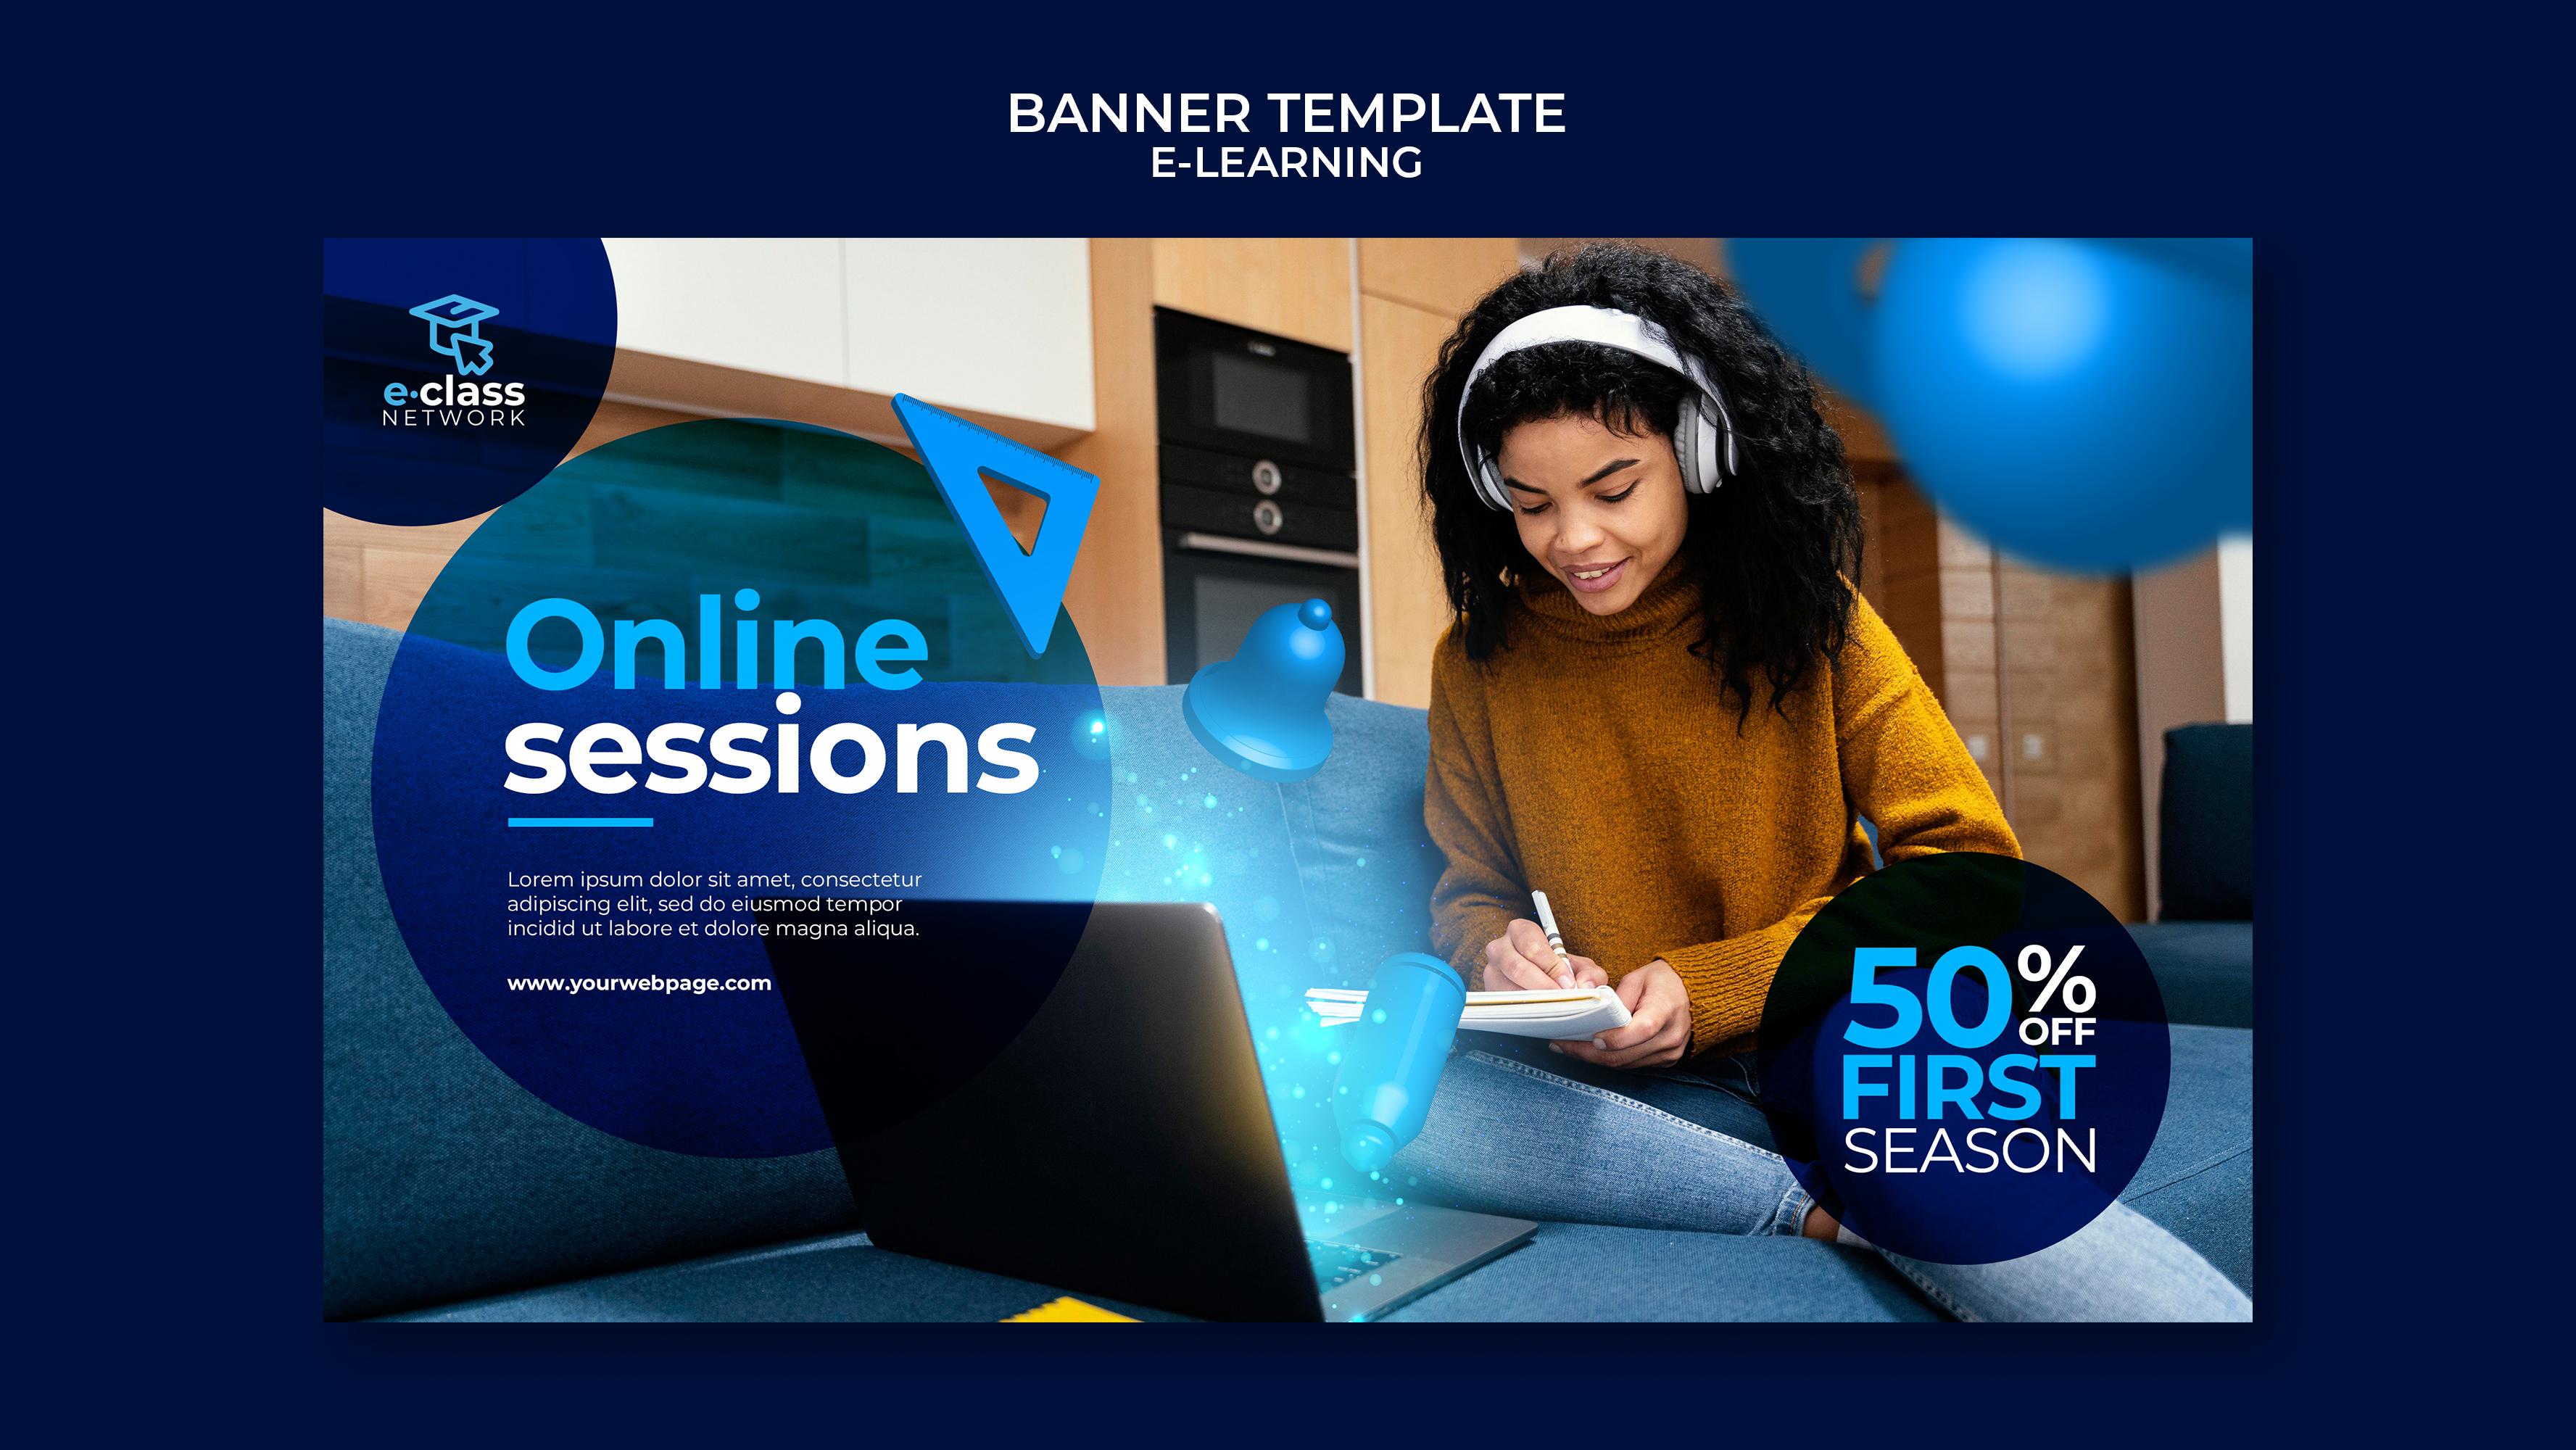 BANNER TEMPLATE
E-LEARNING
e·class
NETWORK
Online
sessions
Lorem ipsum dolor sit amet, consectetur
adipiscing elit, sed do eiusmod tempor
incidid ut labore et dolore magna aliqua.
www.yourwebpage.com
50%
OFF
FIRST
SEASON